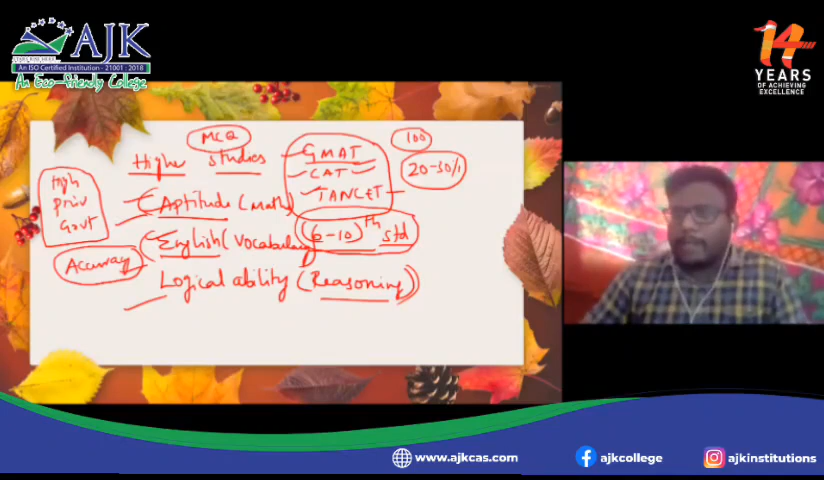 AJK
An ISO Certified Institution - 21001 : 2018
An Eco-friendly College
14
YEARS
OF ACHIEVING
EXCELLENCE
MCQ
100
Higher studies
GMAT
CAT
TANCET
20-30%
High
priv
Govt
Aptitude (Math)
(6-10)th std
English (Vocabulary
Accuracy
Logical ability (Reasoning)
www.ajkcas.com
ajkcollege
ajkinstitutions